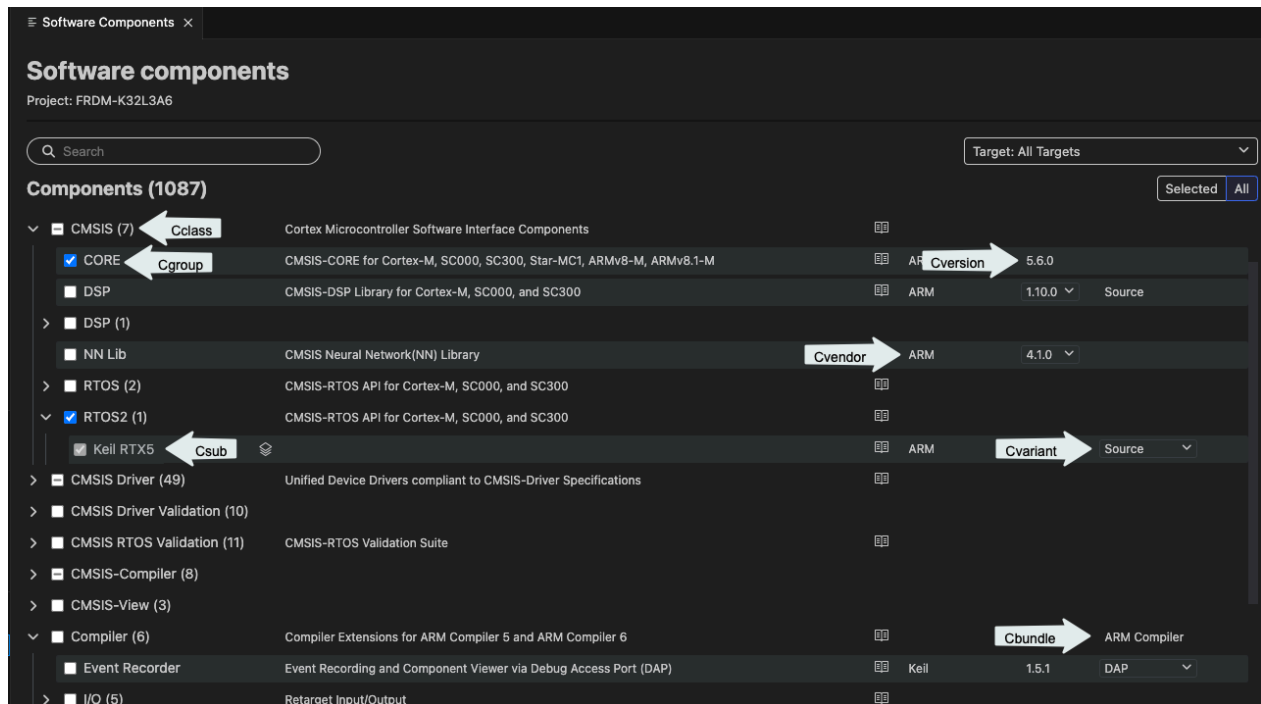 Software Components
Software components
Project: FRDM-K32L3A6
Search
Target: All Targets
Components (1087)
Selected All
CMSIS (7) Cclass Cortex Microcontroller Software Interface Components
CORE Cgroup CMSIS-CORE for Cortex-M, SC000, SC300, Star-MC1, ARMv8-M, ARMv8.1-M Cversion 5.6.0
DSP CMSIS-DSP Library for Cortex-M, SC000, and SC300 ARM 1.10.0 Source
DSP (1)
NN Lib CMSIS Neural Network(NN) Library Cvendor ARM 4.1.0
RTOS (2) CMSIS-RTOS API for Cortex-M, SC000, and SC300
RTOS2 (1) CMSIS-RTOS API for Cortex-M, SC000, and SC300
Keil RTX5 Csub ARM Cvariant Source
CMSIS Driver (49) Unified Device Drivers compliant to CMSIS-Driver Specifications
CMSIS Driver Validation (10)
CMSIS RTOS Validation (11) CMSIS-RTOS Validation Suite
CMSIS-Compiler (8)
CMSIS-View (3)
Compiler (6) Compiler Extensions for ARM Compiler 5 and ARM Compiler 6 Cbundle ARM Compiler
Event Recorder Event Recording and Component Viewer via Debug Access Port (DAP) Keil 1.5.1 DAP
I/O (5) Retarget Input/Output